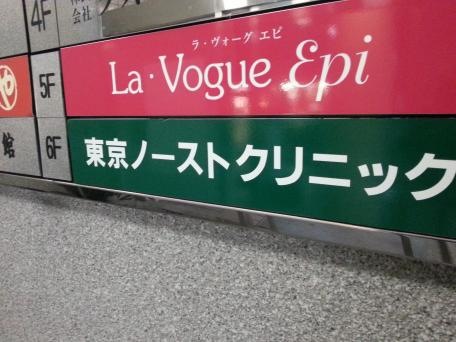 4F
会社
ラ・ヴォーグ エピ
5F
La・Vogue Epi
や
館
6F
東京ノーストクリニック